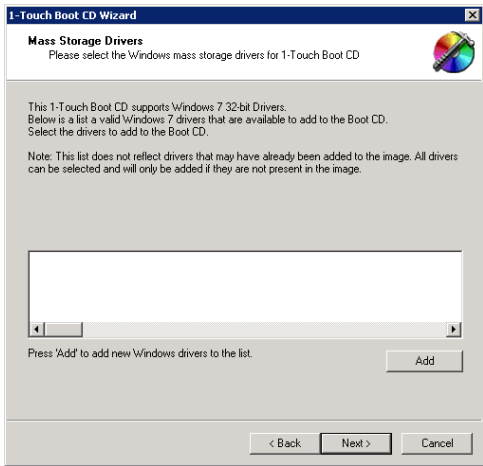 1-Touch Boot CD Wizard
Mass Storage Drivers
Please select the Windows mass storage drivers for 1-Touch Boot CD
This 1-Touch Boot CD supports Windows 7 32-bit Drivers.
Below is a list a valid Windows 7 drivers that are available to add to the Boot CD.
Select the drivers to add to the Boot CD.
Note: This list does not reflect drivers that may have already been added to the image. All drivers
can be selected and will only be added if they are not present in the image.
Press 'Add' to add new Windows drivers to the list.
Add
< Back
Next >
Cancel